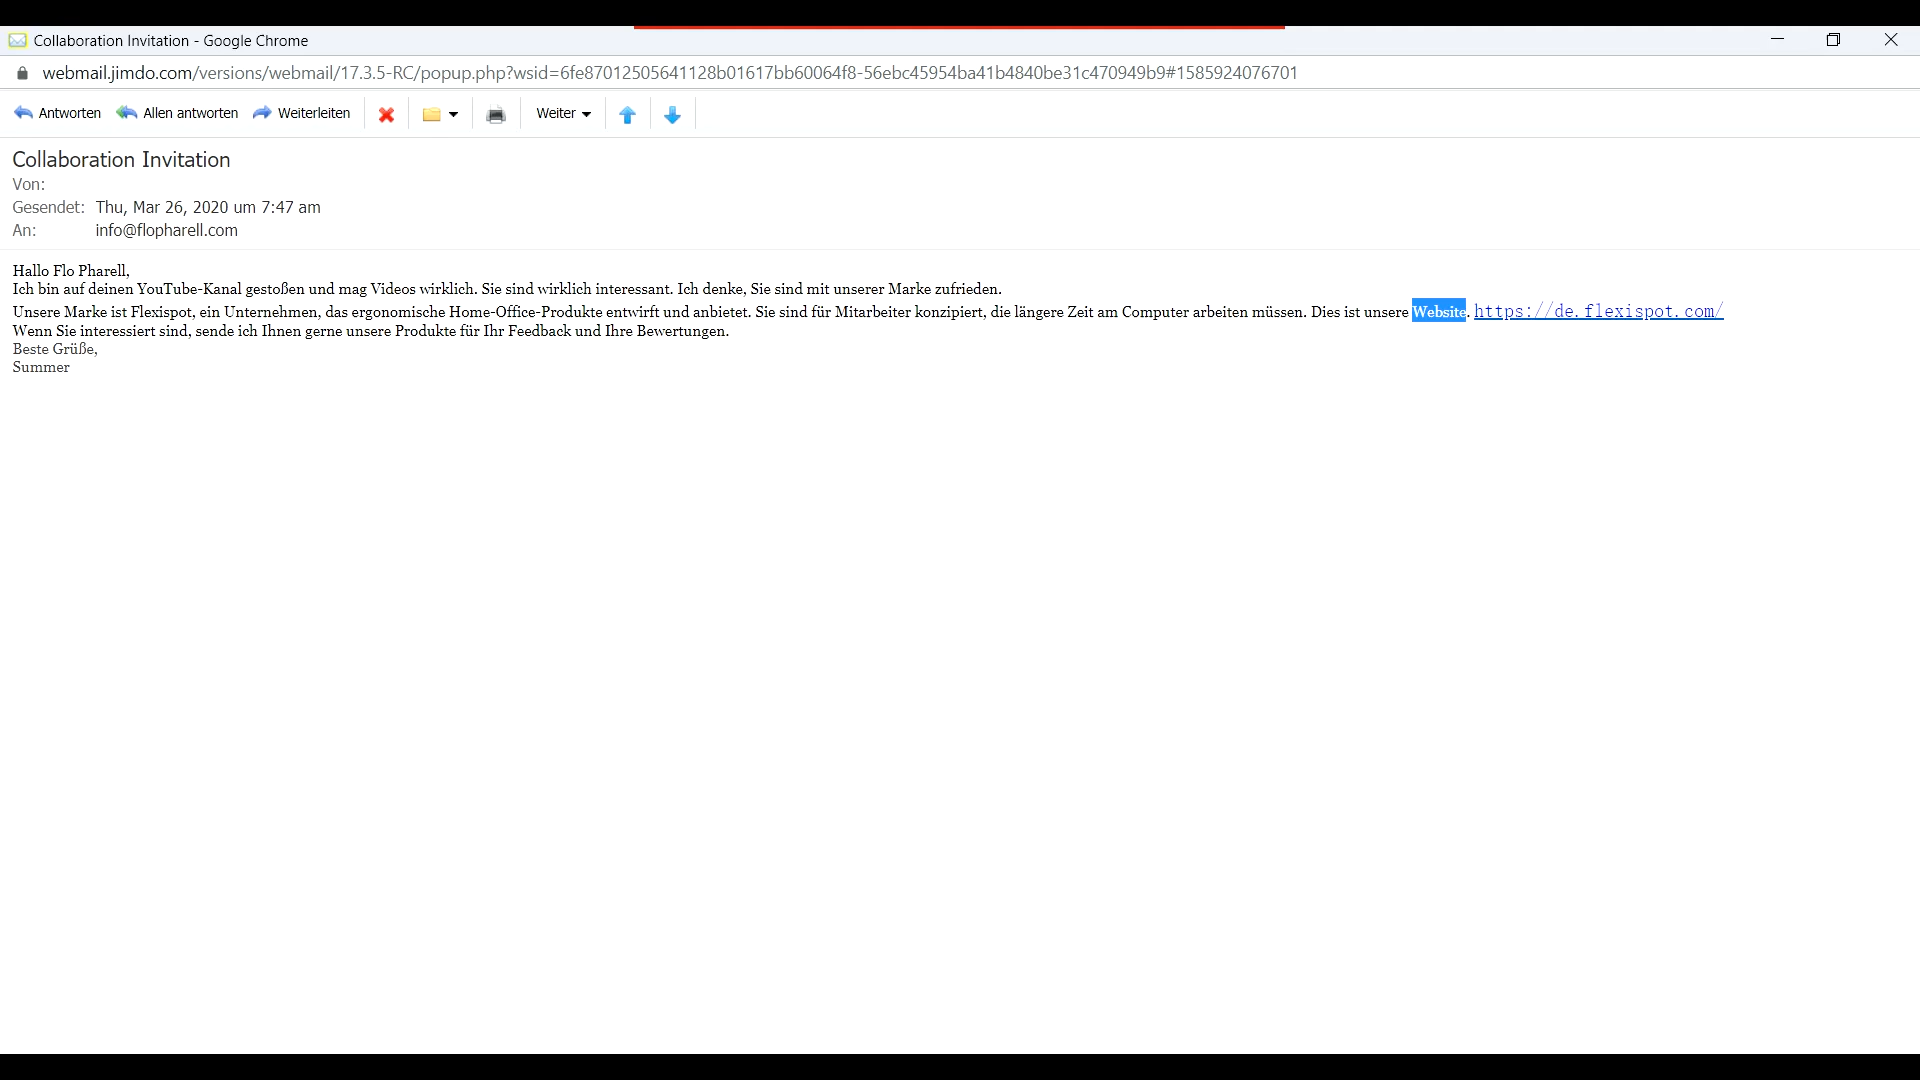 Collaboration Invitation - Google Chrome
webmail.jimdo.com/versions/webmail/17.3.5-RC/popup.php?wsid=6fe87012505641128b01617bb60064f8-56ebc45954ba41b4840be31c470949b9#1585924076701
Antworten Allen antworten Weiterleiten Weiter
Collaboration Invitation
Von:
Gesendet: Thu, Mar 26, 2020 um 7:47 am
An: info@flopharell.com
Hallo Flo Pharell,
Ich bin auf deinen YouTube-Kanal gestoßen und mag Videos wirklich. Sie sind wirklich interessant. Ich denke, Sie sind mit unserer Marke zufrieden.
Unsere Marke ist Flexispot, ein Unternehmen, das ergonomische Home-Office-Produkte entwirft und anbietet. Sie sind für Mitarbeiter konzipiert, die längere Zeit am Computer arbeiten müssen. Dies ist unsere Website. https://de.flexispot.com/
Wenn Sie interessiert sind, sende ich Ihnen gerne unsere Produkte für Ihr Feedback und Ihre Bewertungen.
Beste Grüße,
Summer